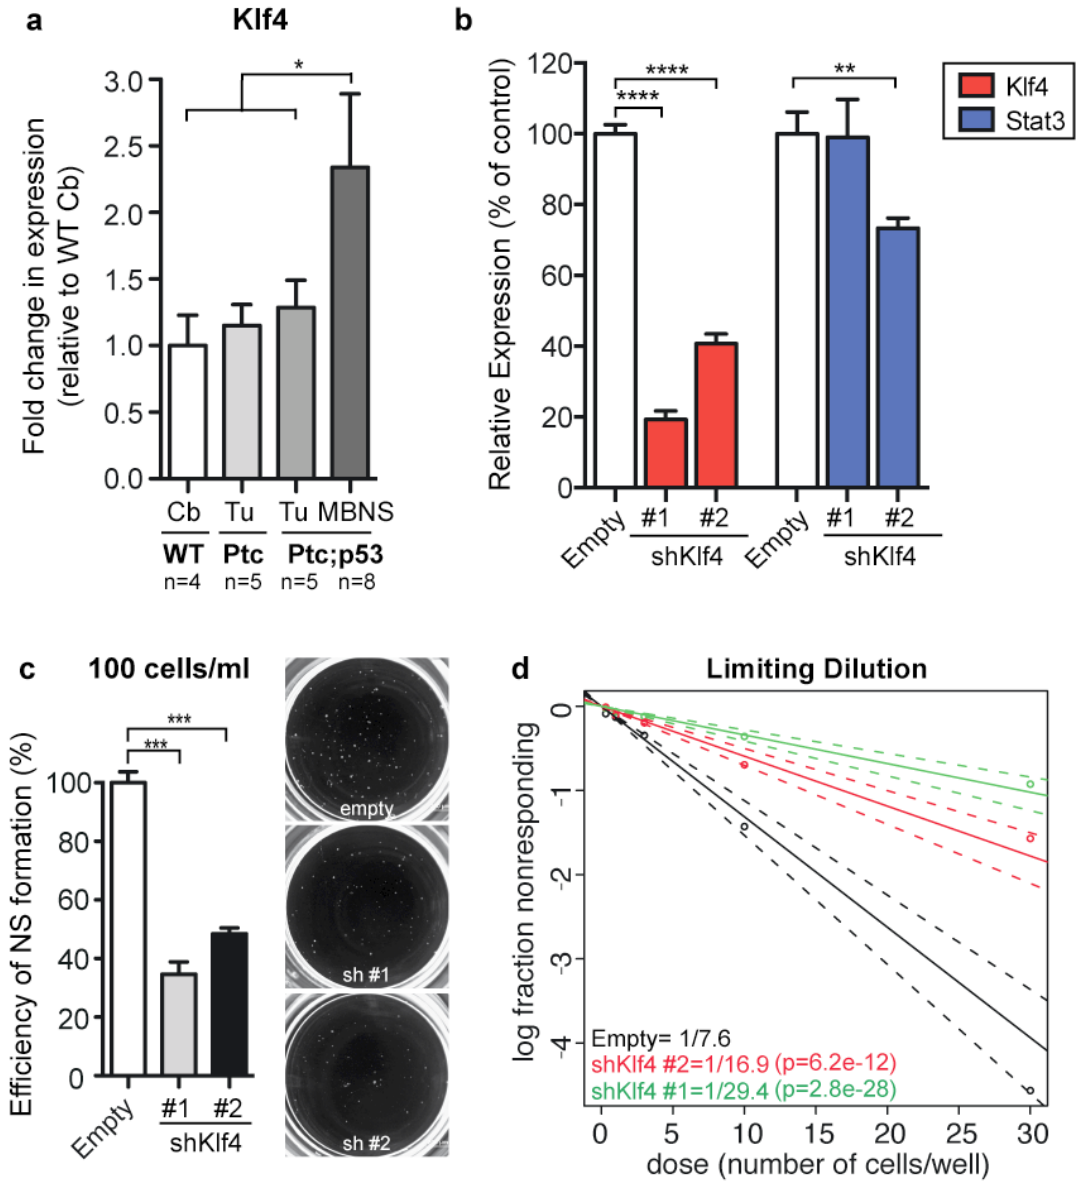 a
Klf4
*
3.0
2.5
2.0
1.5
1.0
0.5
0.0
Fold change in expression
(relative to WT Cb)
Cb Tu Tu MBNS
WT Ptc Ptc;p53
n=4 n=5 n=5 n=8
b
Klf4
Stat3
****
****
**
120
100
80
60
40
20
0
Relative Expression (% of control)
Empty #1 #2 Empty #1 #2
shKlf4 shKlf4
c
100 cells/ml
***
***
100
80
60
40
20
0
Efficiency of NS formation (%)
Empty #1 #2
shKlf4
empty
sh #1
sh #2
d
Limiting Dilution
0
-1
-2
-3
-4
log fraction nonresponding
Empty= 1/7.6
shKlf4 #2=1/16.9 (p=6.2e-12)
shKlf4 #1=1/29.4 (p=2.8e-28)
0 5 10 15 20 25 30
dose (number of cells/well)